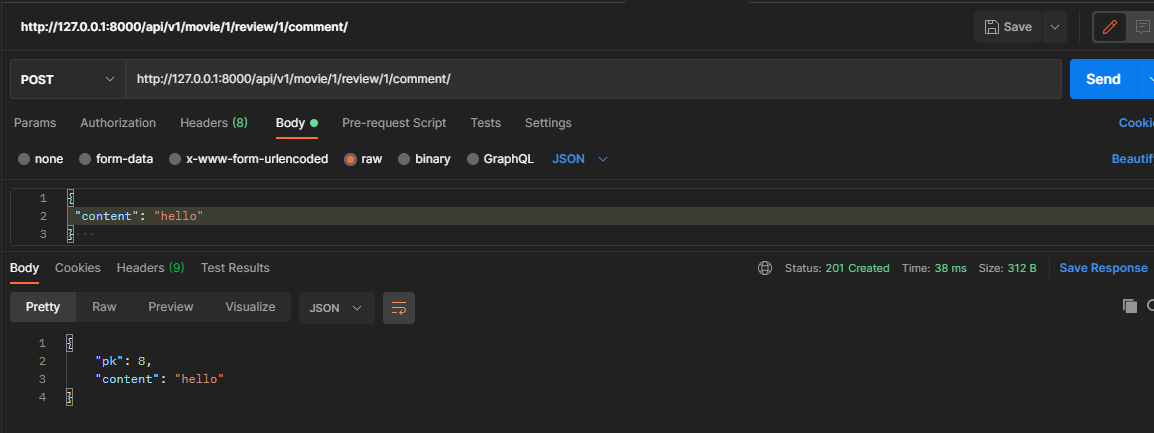 http://127.0.0.1:8000/api/v1/movie/1/review/1/comment/ Save
POST http://127.0.0.1:8000/api/v1/movie/1/review/1/comment/ Send
Params Authorization Headers (8) Body Pre-request Script Tests Settings Cooki
none form-data x-www-form-urlencoded raw binary GraphQL JSON Beautif
1 {
2 "content": "hello"
3 }
Body Cookies Headers (9) Test Results Status: 201 Created Time: 38 ms Size: 312 B Save Response
Pretty Raw Preview Visualize JSON
1 {
2 "pk": 8,
3 "content": "hello"
4 }